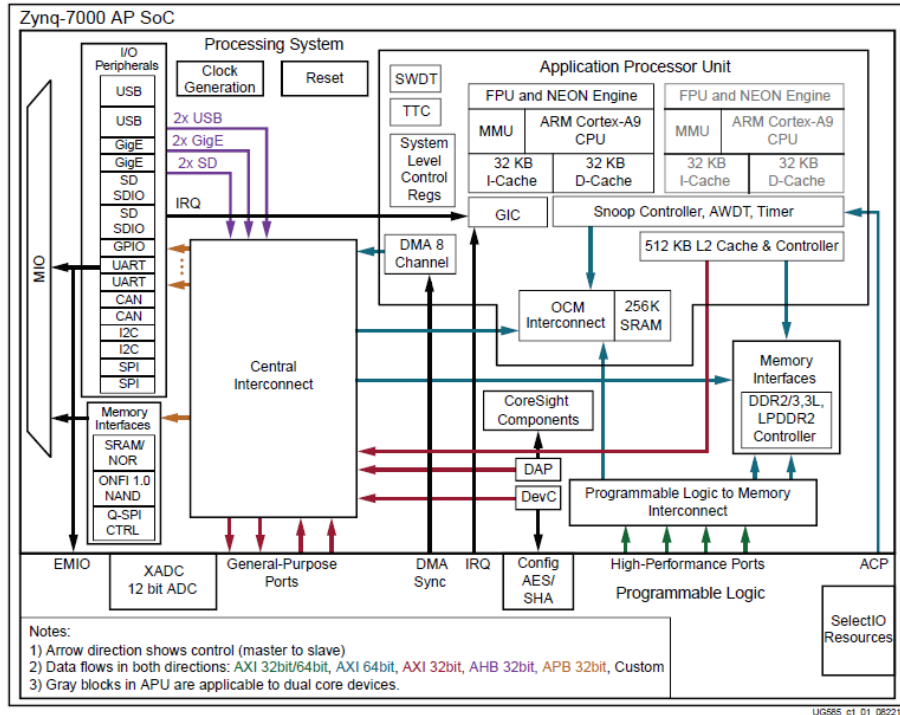 Zynq-7000 AP SoC
Processing System
I/O
Peripherals
USB
USB
GigE
GigE
SD
SDIO
SD
SDIO
GPIO
UART
UART
CAN
CAN
I2C
I2C
SPI
SPI
MIO
Clock
Generation
Reset
2x USB
2x GigE
2x SD
IRQ
SWDT
TTC
System
Level
Control
Regs
Application Processor Unit
FPU and NEON Engine
MMU
ARM Cortex-A9
CPU
32 KB
I-Cache
32 KB
D-Cache
FPU and NEON Engine
MMU
ARM Cortex-A9
CPU
32 KB
I-Cache
32 KB
D-Cache
GIC
Snoop Controller, AWDT, Timer
DMA 8
Channel
512 KB L2 Cache & Controller
OCM
Interconnect
256K
SRAM
Central
Interconnect
Memory
Interfaces
DDR2/3,3L,
LPDDR2
Controller
CoreSight
Components
DAP
DevC
Programmable Logic to Memory
Interconnect
Memory
Interfaces
SRAM/
NOR
ONFI 1.0
NAND
Q-SPI
CTRL
EMIO
XADC
12 bit ADC
General-Purpose
Ports
DMA
Sync
IRQ
Config
AES/
SHA
High-Performance Ports
ACP
Programmable Logic
SelectIO
Resources
Notes:
1) Arrow direction shows control (master to slave)
2) Data flows in both directions: AXI 32bit/64bit, AXI 64bit, AXI 32bit, AHB 32bit, APB 32bit, Custom
3) Gray blocks in APU are applicable to dual core devices.